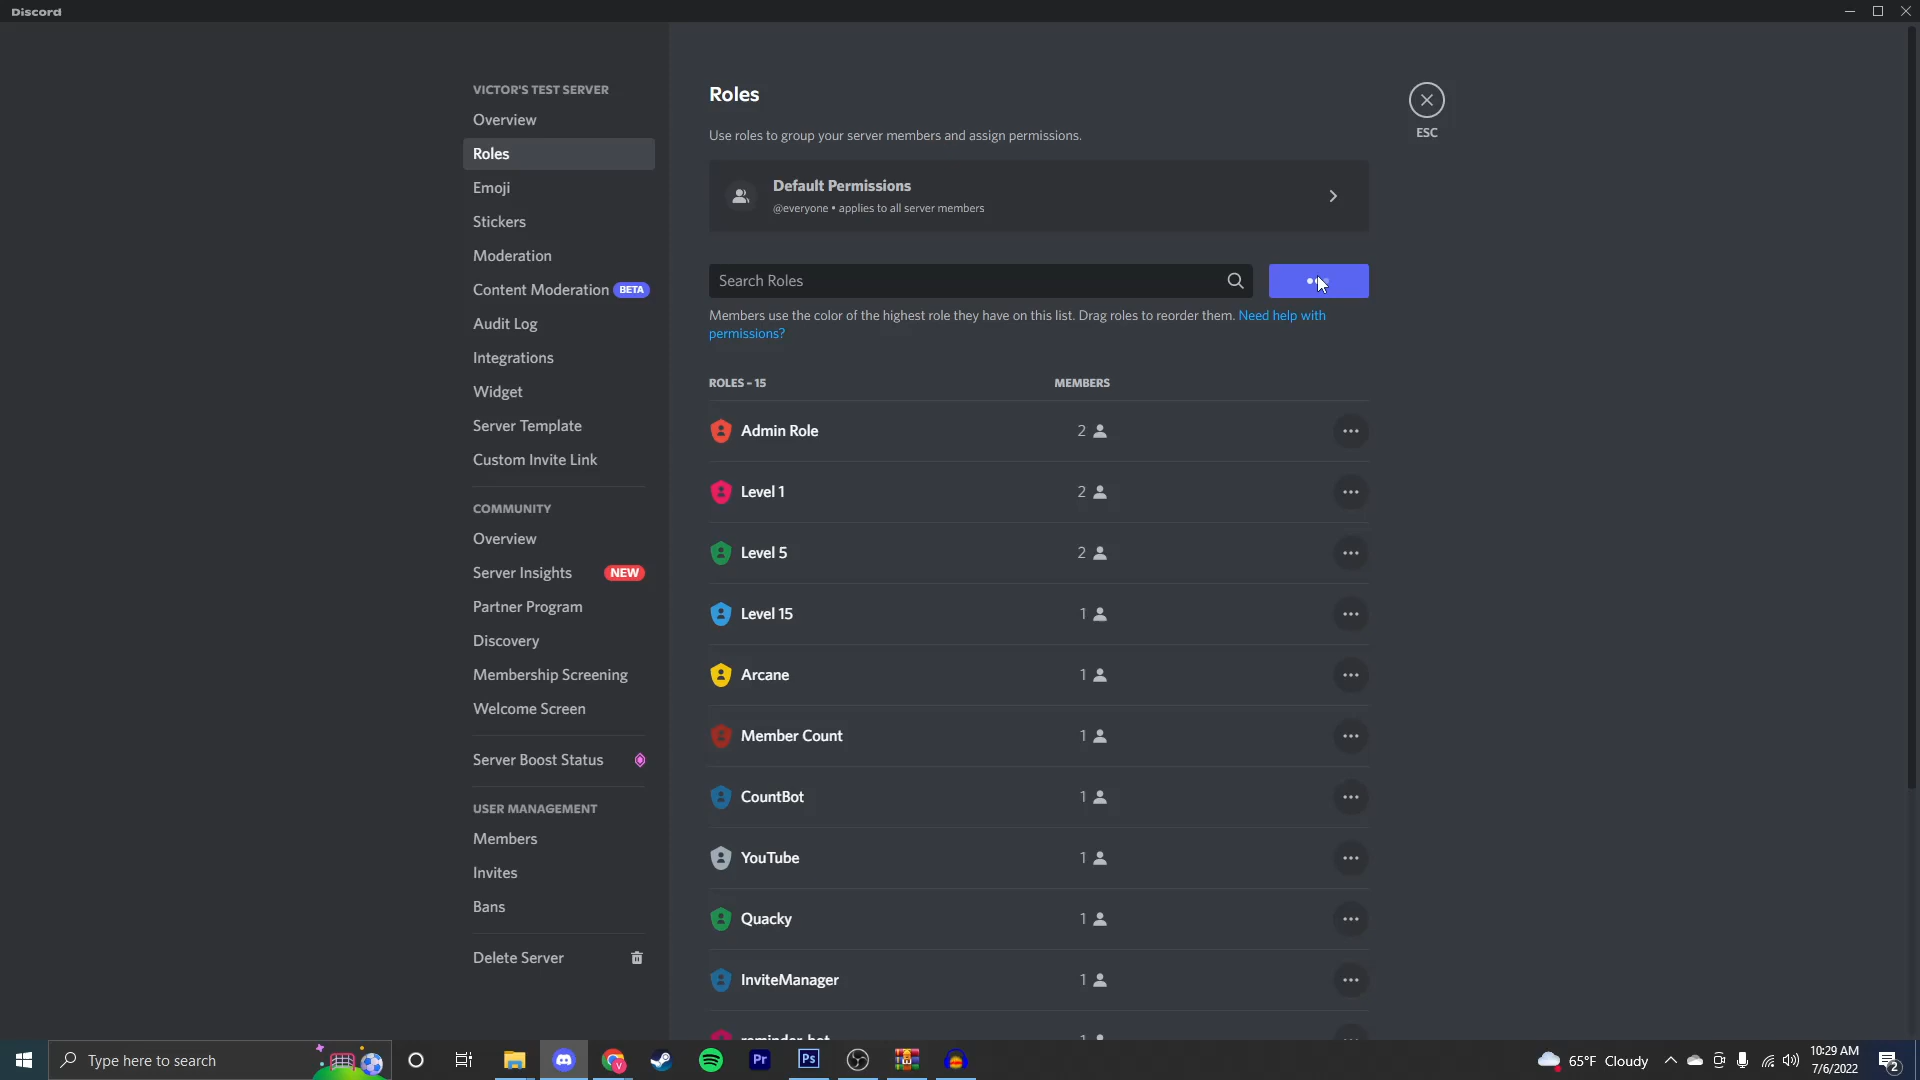 Discord
VICTOR'S TEST SERVER
Overview
Roles
Emoji
Stickers
Moderation
Content Moderation BETA
Audit Log
Integrations
Widget
Server Template
Custom Invite Link
COMMUNITY
Overview
Server Insights NEW
Partner Program
Discovery
Membership Screening
Welcome Screen
Server Boost Status
USER MANAGEMENT
Members
Invites
Bans
Delete Server
Roles
Use roles to group your server members and assign permissions.
Default Permissions
@everyone • applies to all server members
Search Roles
Members use the color of the highest role they have on this list. Drag roles to reorder them. Need help with
permissions?
ROLES – 15 MEMBERS
Admin Role 2
Level 1 2
Level 5 2
Level 15 1
Arcane 1
Member Count 1
CountBot 1
YouTube 1
Quacky 1
InviteManager 1
reminder-bot 1
ESC
Type here to search
Pr
Ps
V
65°F Cloudy
10:29 AM
7/6/2022
2